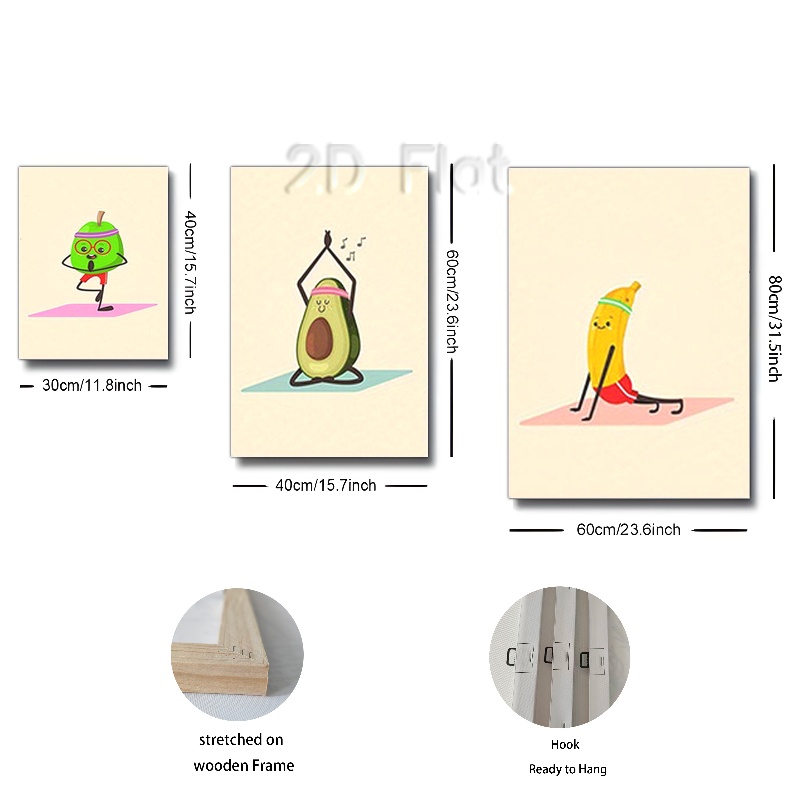 2D Flat
40cm/15.7inch
60cm/23.6inch
80cm/31.5inch
30cm/11.8inch
40cm/15.7inch
60cm/23.6inch
stretched on
wooden Frame
Hook
Ready to Hang